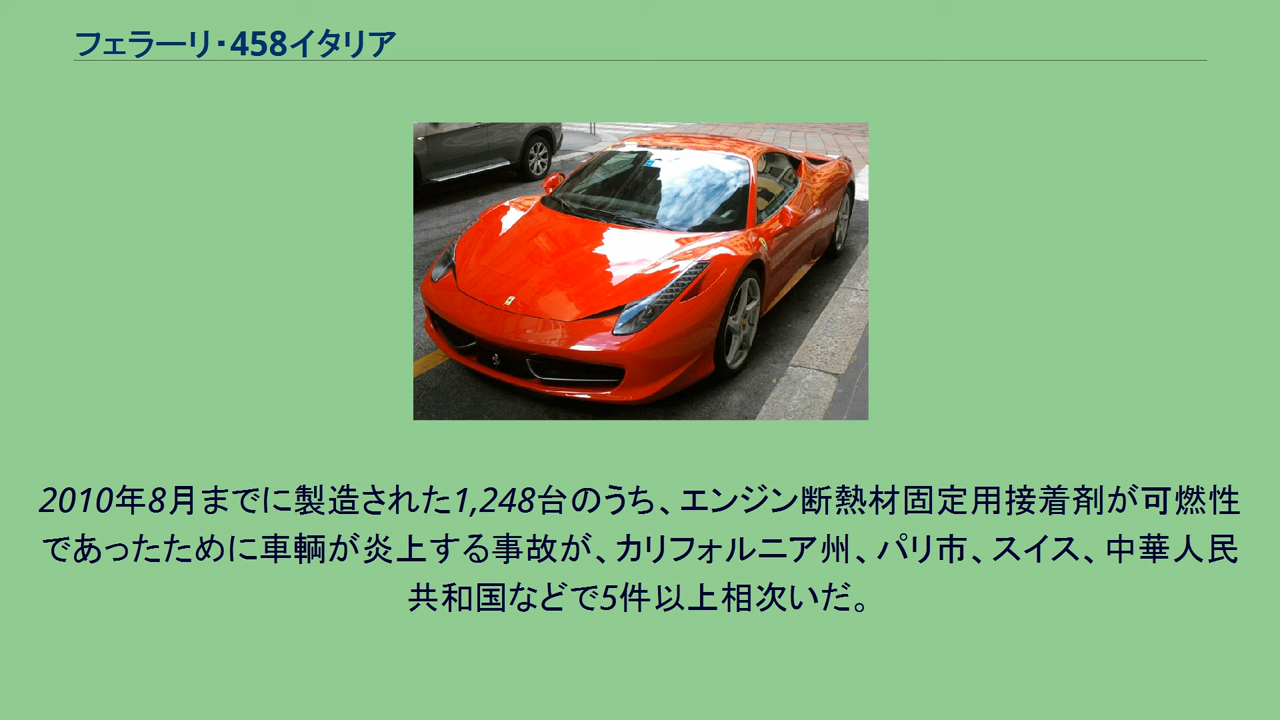 フェラーリ・458イタリア
2010年8月までに製造された1,248台のうち、エンジン断熱材固定用接着剤が可燃性
であったために車輌が炎上する事故が、カリフォルニア州、パリ市、スイス、中華人民
共和国などで5件以上相次いだ。